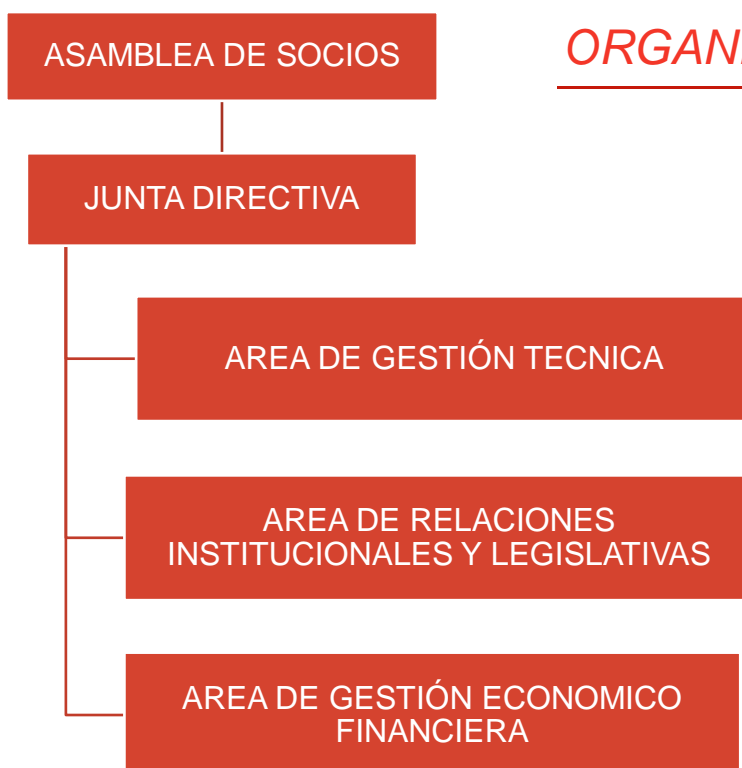 ASAMBLEA DE SOCIOS
ORGANI
JUNTA DIRECTIVA
AREA DE GESTIÓN TECNICA
AREA DE RELACIONES
INSTITUCIONALES Y LEGISLATIVAS
AREA DE GESTIÓN ECONOMICO
FINANCIERA